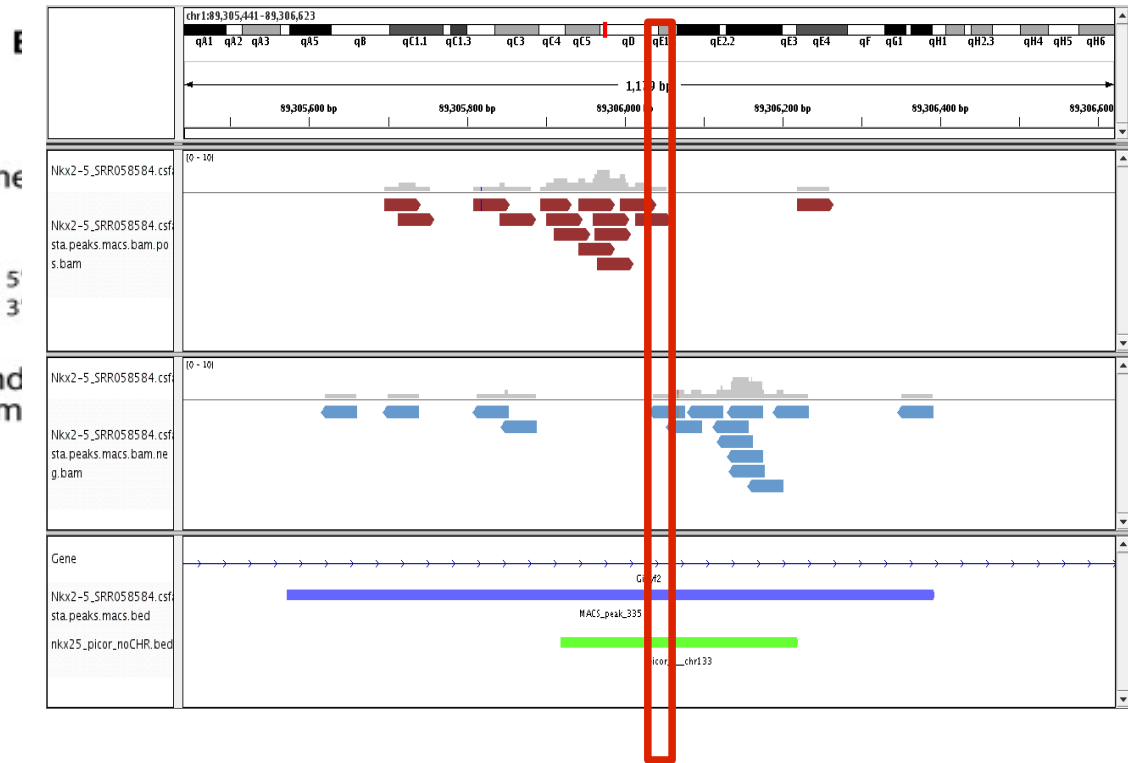 chr1:89,305,441-89,306,623
qA1 qA2 qA3 qA5 qB qC1.1 qC1.3 qC3 qC4 qC5 qD qE1 qE2.2 qE3 qE4 qF qG1 qH1 qH2.3 qH4 qH5 qH6
bp
89,305,600 bp 89,305,800 bp 89,306,000 bp 89,306,200 bp 89,306,400 bp 89,306,600
[0 - 10]
Nkx2-5_SRR058584.csfa
Nkx2-5_SRR058584.csfa
sta.peaks.macs.bam.po
s.bam
5'
3'
[0 - 10]
Nkx2-5_SRR058584.csfa
Nkx2-5_SRR058584.csfa
sta.peaks.macs.bam.ne
g.bam
Gene
Nkx2-5_SRR058584.csfa
sta.peaks.macs.bed
MACS_peak_335
nkx25_picor_noCHR.bed